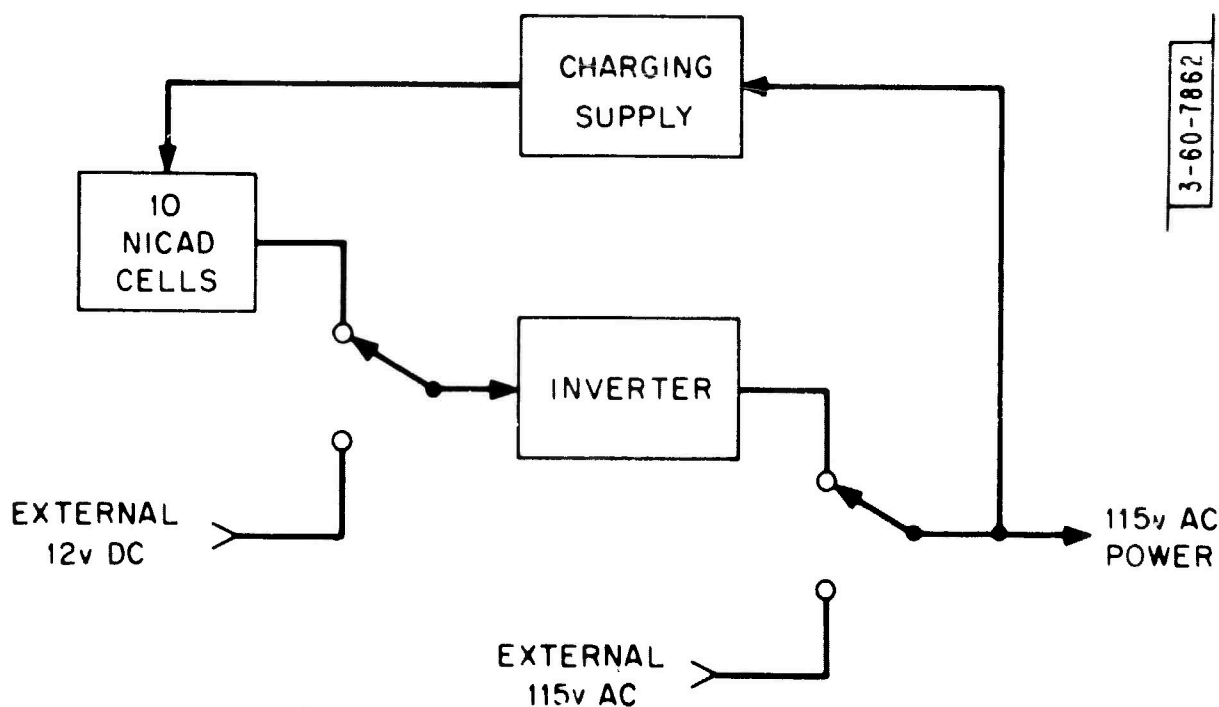 CHARGING
SUPPLY
3-60-7862
10
NICAD
CELLS
INVERTER
EXTERNAL
12v DC
115v AC
POWER
EXTERNAL
115v AC